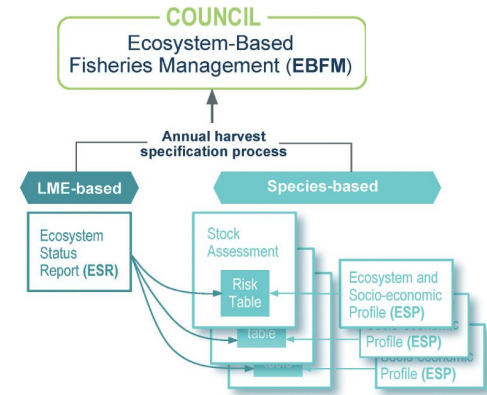 COUNCIL
Ecosystem-Based
Fisheries Management (EBFM)
Annual harvest
specification process
LME-based
Species-based
Ecosystem
Status
Report (ESR)
Stock
Assessment
Risk
Table
table
Ecosystem and
Socio-economic
Profile (ESP)
Profile (ESP)
Profile (ESP)